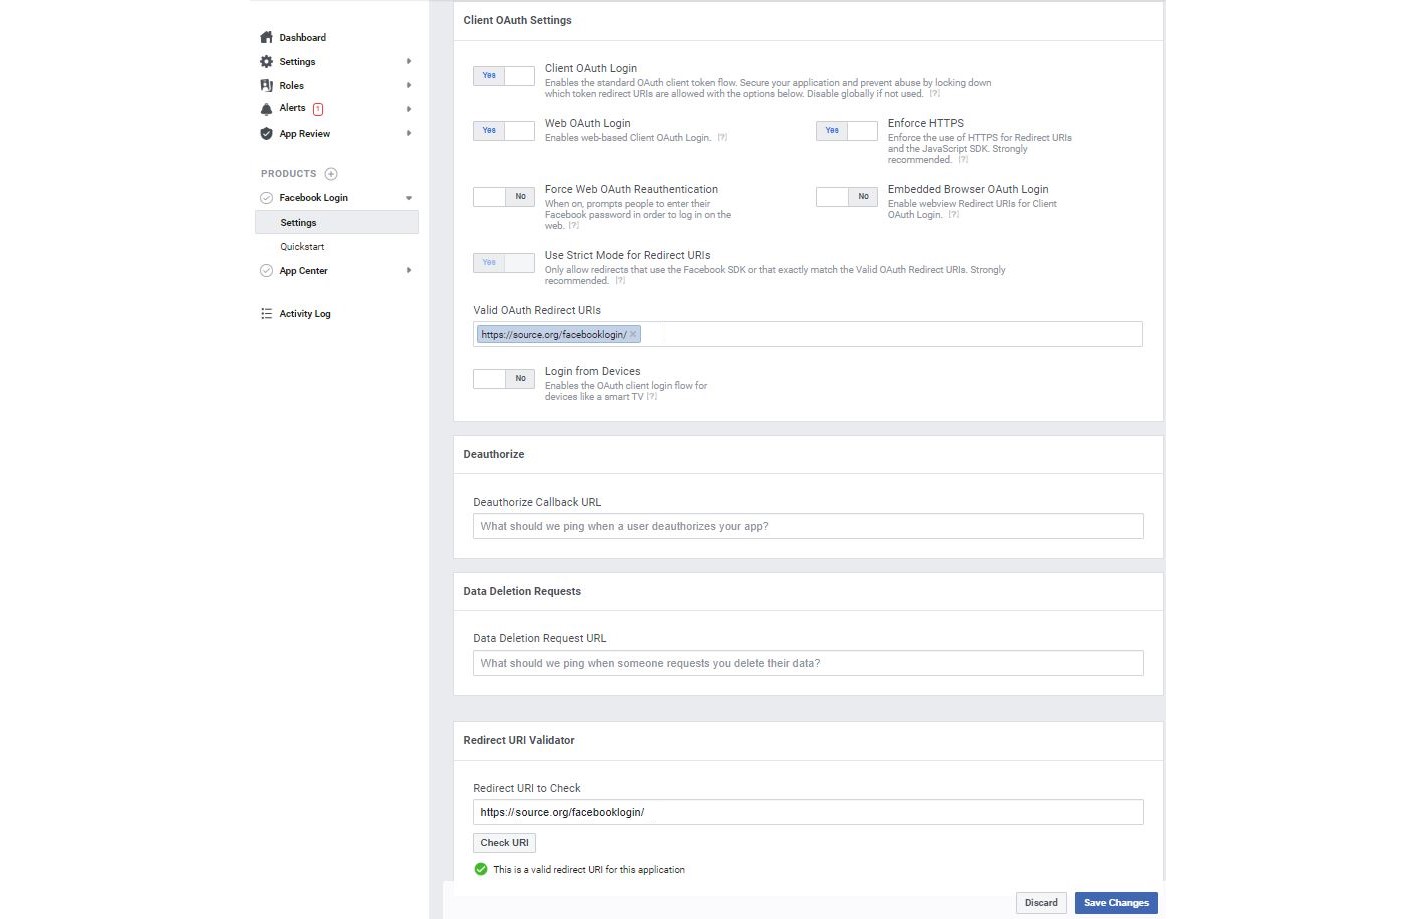 Dashboard
Settings
Roles
Alerts 1
App Review
PRODUCTS
Facebook Login
Settings
Quickstart
App Center
Activity Log
Client OAuth Settings
Yes
Client OAuth Login
Enables the standard OAuth client token flow. Secure your application and prevent abuse by locking down
which token redirect URIs are allowed with the options below. Disable globally if not used. [?]
Yes
Web OAuth Login
Enables web-based Client OAuth Login. [?]
Yes
Enforce HTTPS
Enforce the use of HTTPS for Redirect URIs
and the JavaScript SDK. Strongly
recommended. [?]
No
Force Web OAuth Reauthentication
When on, prompts people to enter their
Facebook password in order to log in on the
web. [?]
No
Embedded Browser OAuth Login
Enable webview Redirect URIs for Client
OAuth Login. [?]
Yes
Use Strict Mode for Redirect URIs
Only allow redirects that use the Facebook SDK or that exactly match the Valid OAuth Redirect URIs. Strongly
recommended. [?]
Valid OAuth Redirect URIs
https://source.org/facebooklogin/ ×
No
Login from Devices
Enables the OAuth client login flow for
devices like a smart TV [?]
Deauthorize
Deauthorize Callback URL
What should we ping when a user deauthorizes your app?
Data Deletion Requests
Data Deletion Request URL
What should we ping when someone requests you delete their data?
Redirect URI Validator
Redirect URI to Check
https://source.org/facebooklogin/
Check URI
This is a valid redirect URI for this application
Discard
Save Changes